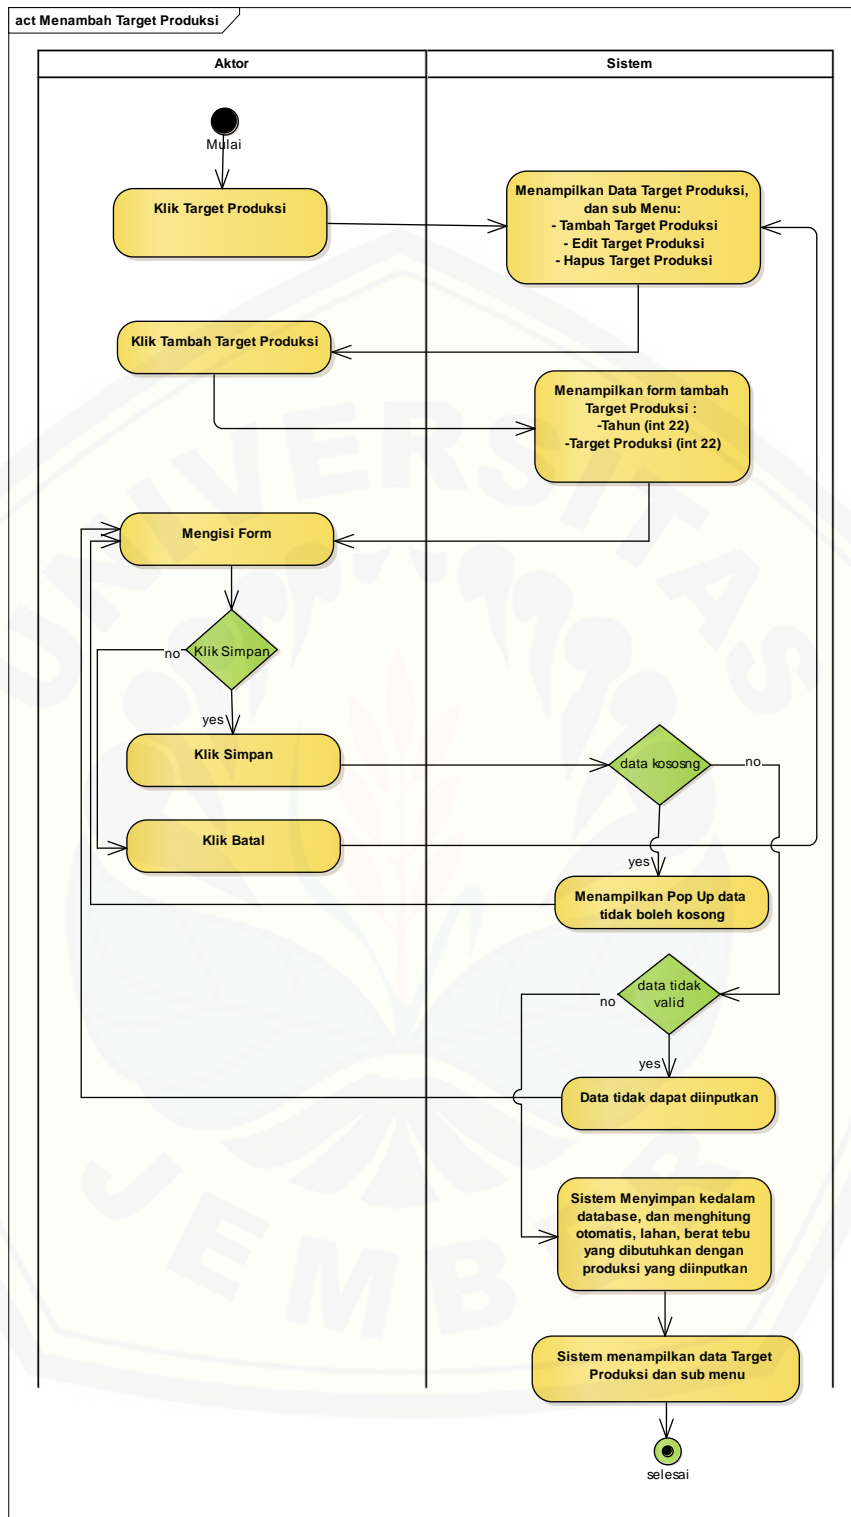 act Menambah Target Produksi
Aktor
Sistem
Mulai
Klik Target Produksi
Menampilkan Data Target Produksi,
dan sub Menu:
- Tambah Target Produksi
- Edit Target Produksi
- Hapus Target Produksi
Klik Tambah Target Produksi
Menampilkan form tambah
Target Produksi :
-Tahun (int 22)
-Target Produksi (int 22)
Mengisi Form
Klik Simpan
no
yes
Klik Simpan
data kososng
no
Klik Batal
yes
Menampilkan Pop Up data
tidak boleh kosong
data tidak
valid
no
yes
Data tidak dapat diinputkan
Sistem Menyimpan kedalam
database, dan menghitung
otomatis, lahan, berat tebu
yang dibutuhkan dengan
produksi yang diinputkan
Sistem menampilkan data Target
Produksi dan sub menu
selesai
UNIVERSITAS
JEMBER